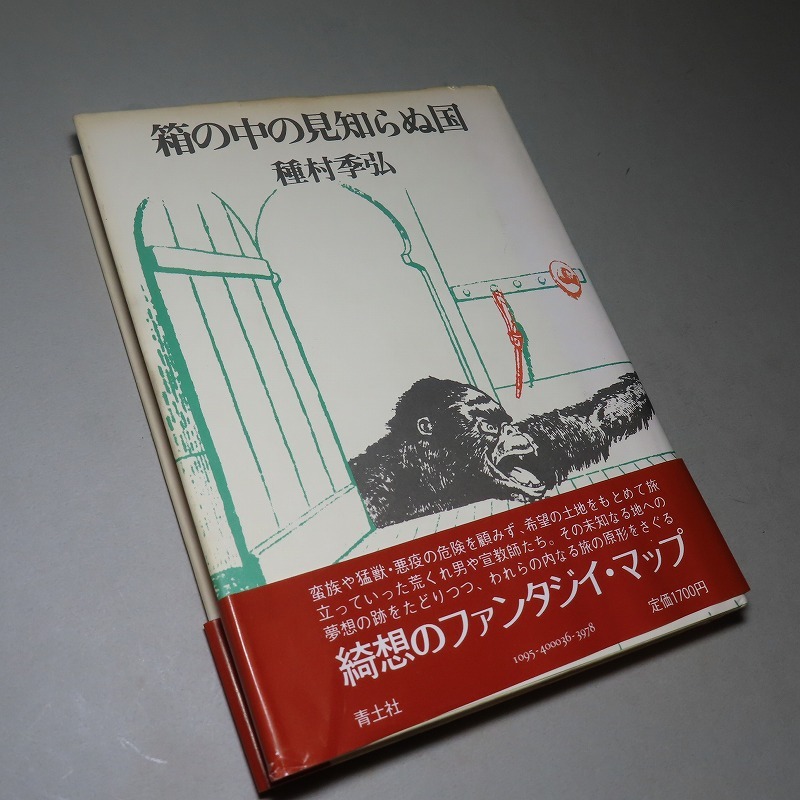 箱の中の見知らぬ国
種村季弘
蛮族や猛獣・悪疫の危険を顧みず、希望の土地をもとめて旅
立っていった荒くれ男や宣教師たち。その未知なる地への
夢想の跡をたどりつつ、われらの内なる旅の原形をさぐる
綺想のファンタジイ・マップ
定価1700円
1095-400036-3978
青土社